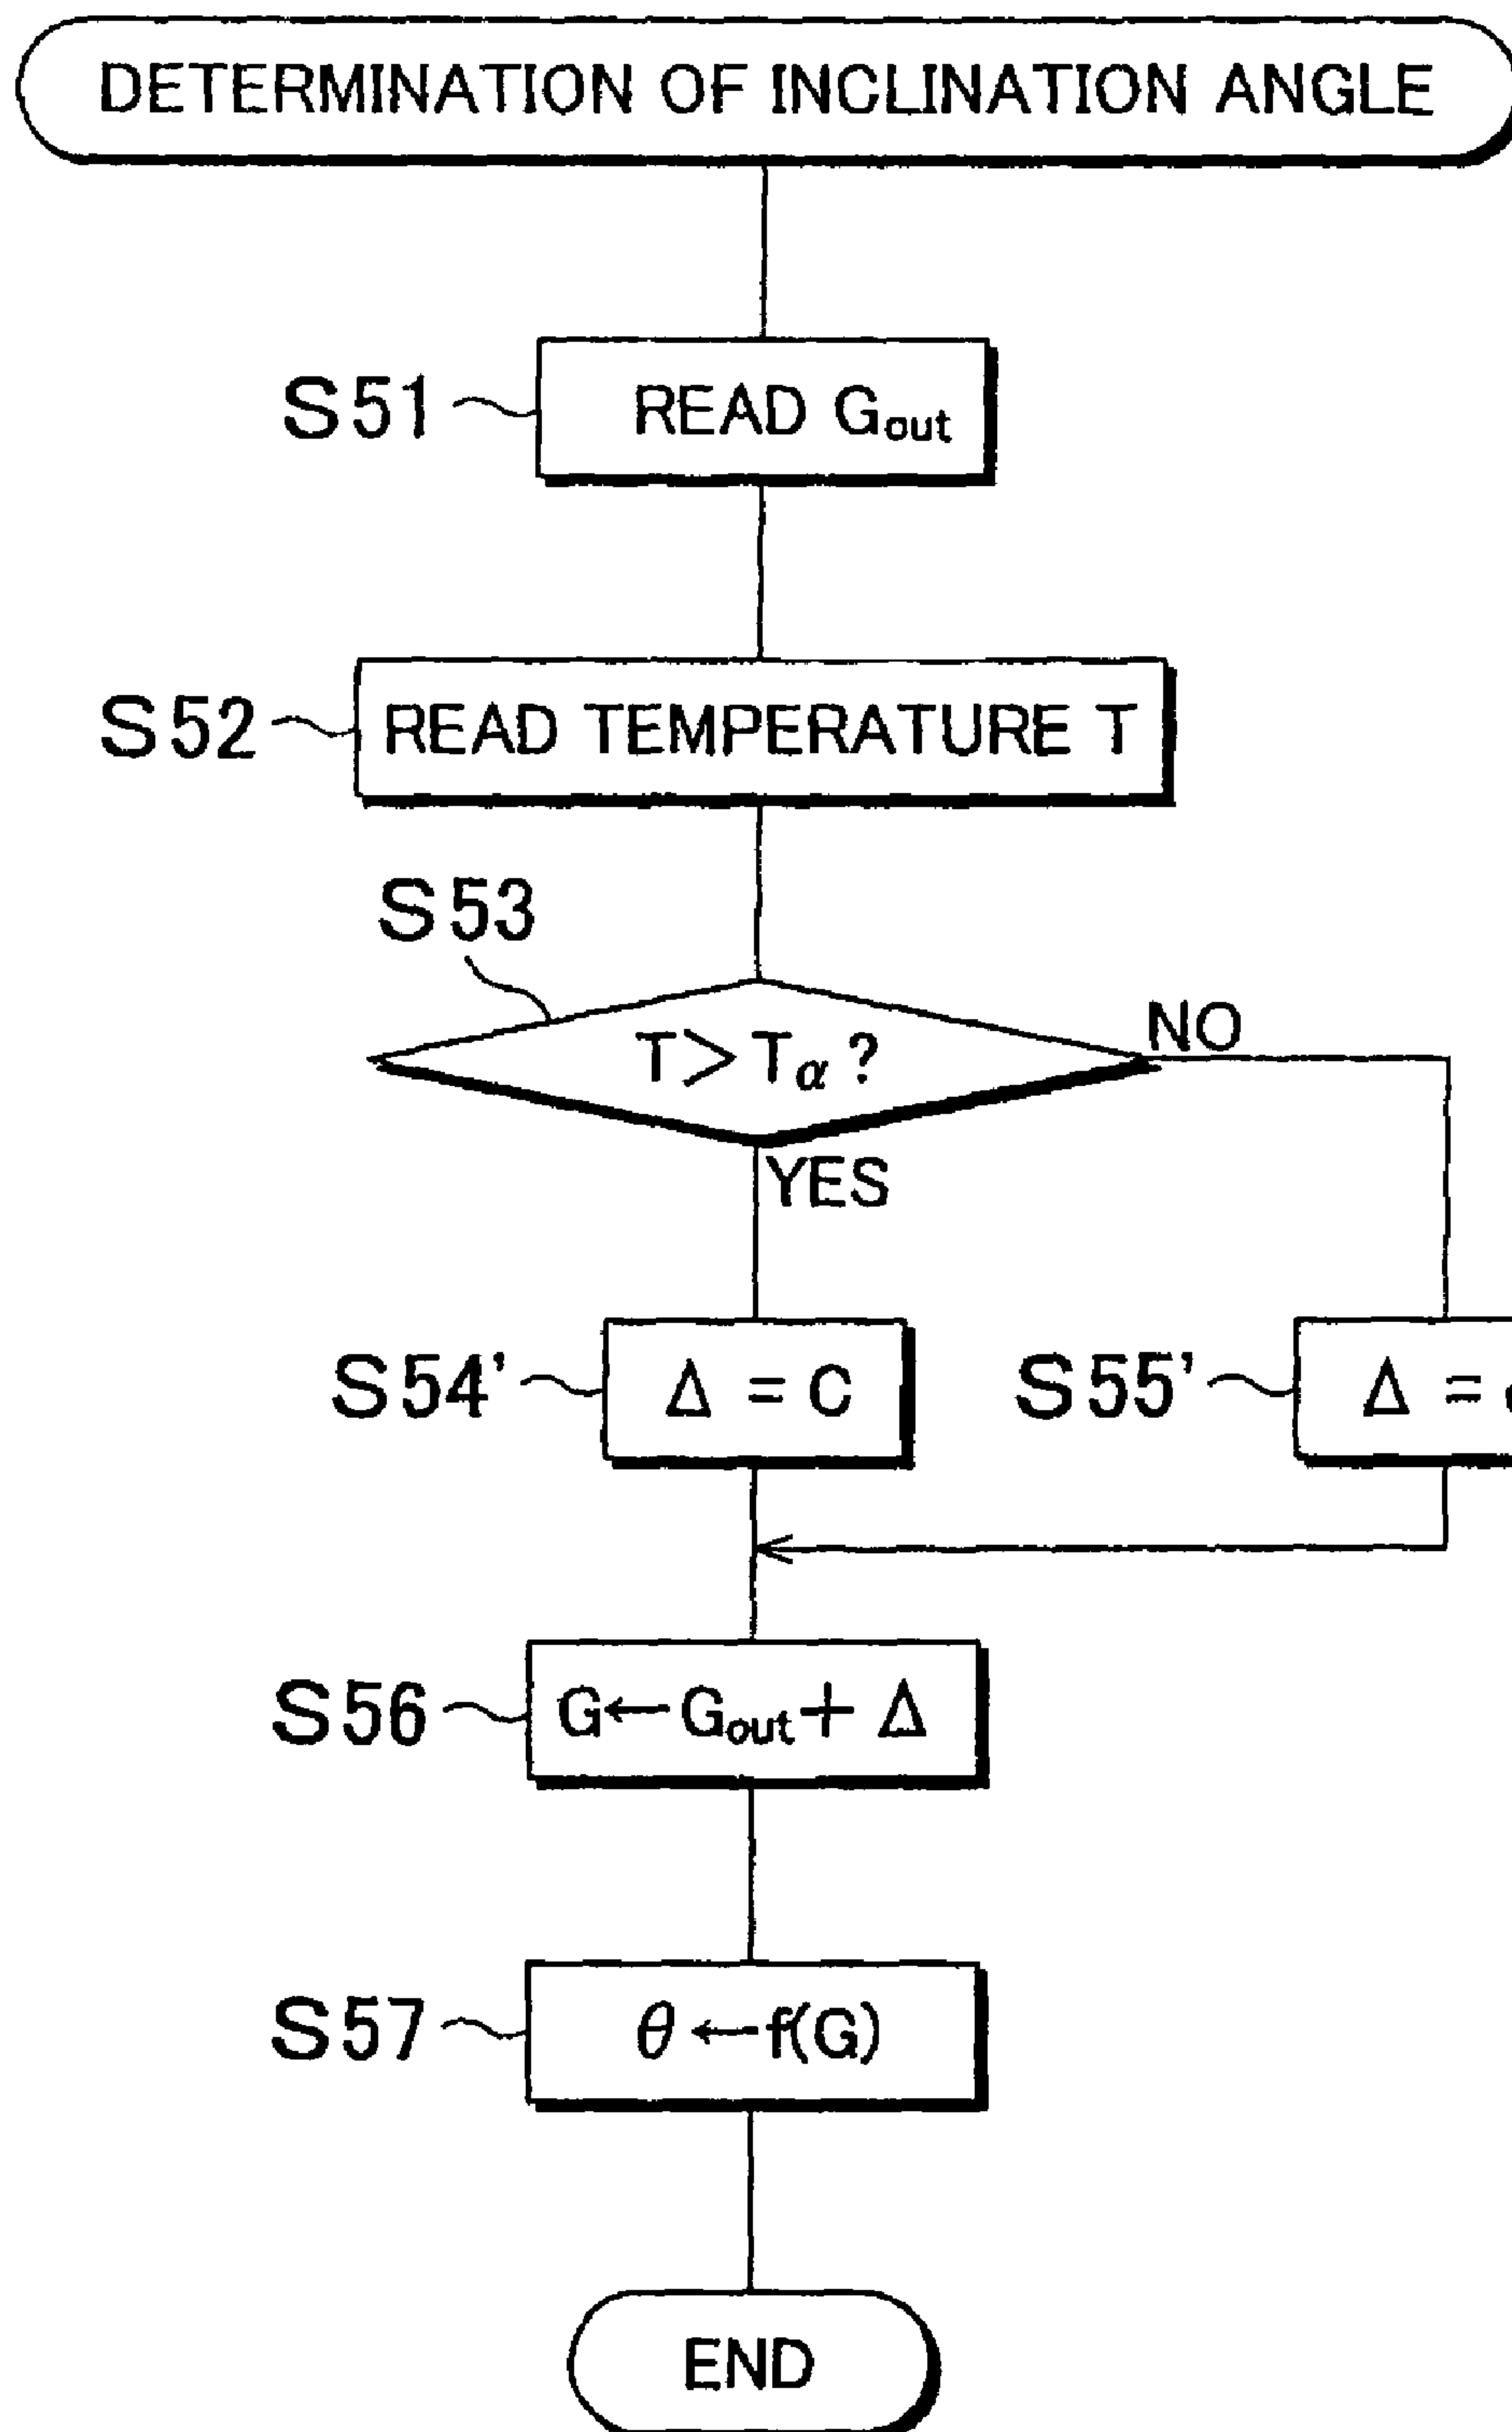 DETERMINATION OF INCLINATION ANGLE
S51
READ Gout
S52
READ TEMPERATURE T
S53
T>Tα?
NO
YES
S54'
Δ = C
S55'
Δ =
S56
G←Gout+Δ
S57
θ←f(G)
END